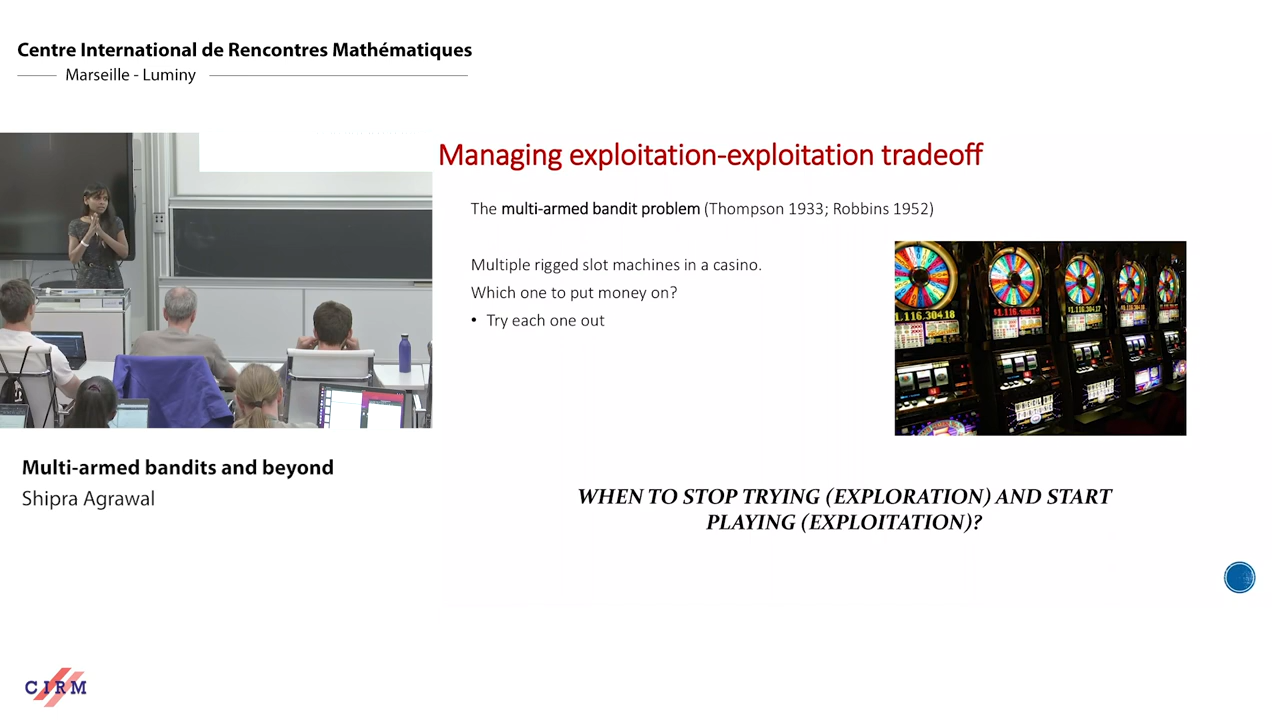 Centre International de Rencontres Mathématiques
Marseille - Luminy
Managing exploitation-exploitation tradeoff
The multi-armed bandit problem (Thompson 1933; Robbins 1952)
Multiple rigged slot machines in a casino.
Which one to put money on?
• Try each one out
WHEN TO STOP TRYING (EXPLORATION) AND START
PLAYING (EXPLOITATION)?
Multi-armed bandits and beyond
Shipra Agrawal
CIRM